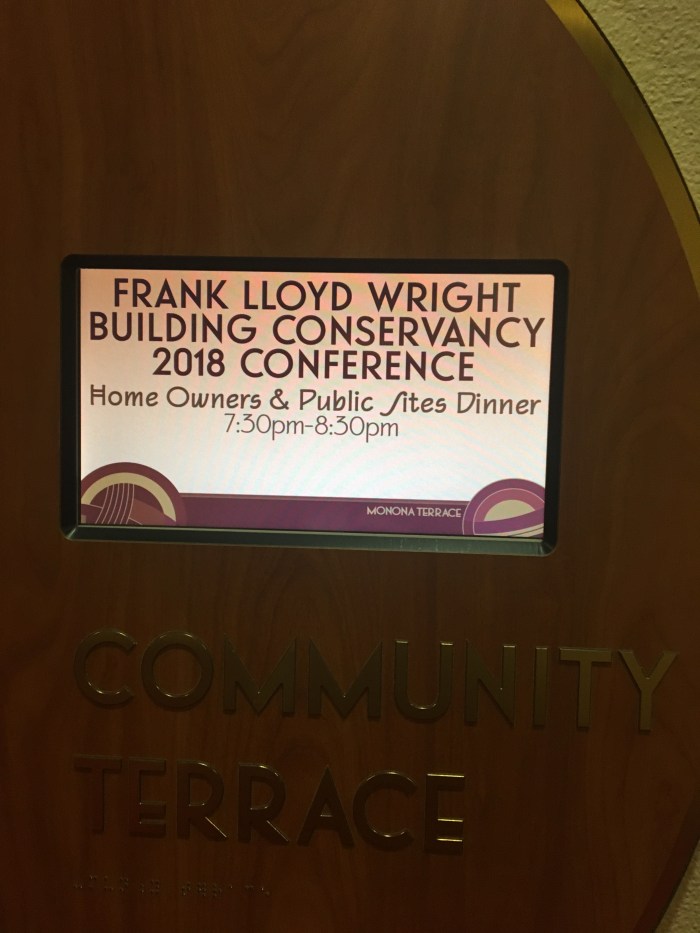 FRANK LLOYD WRIGHT
BUILDING CONSERVANCY
2018 CONFERENCE
Home Owners & Public Sites Dinner
7:30pm-8:30pm
MONONA TERRACE
COMMUNITY
TERRACE